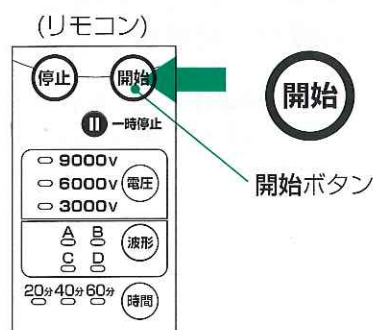 (リモコン)
停止
開始
開始
一時停止
開始ボタン
9000v
6000v
3000v
電圧
A B
C D
波形
20分40分60分
時間